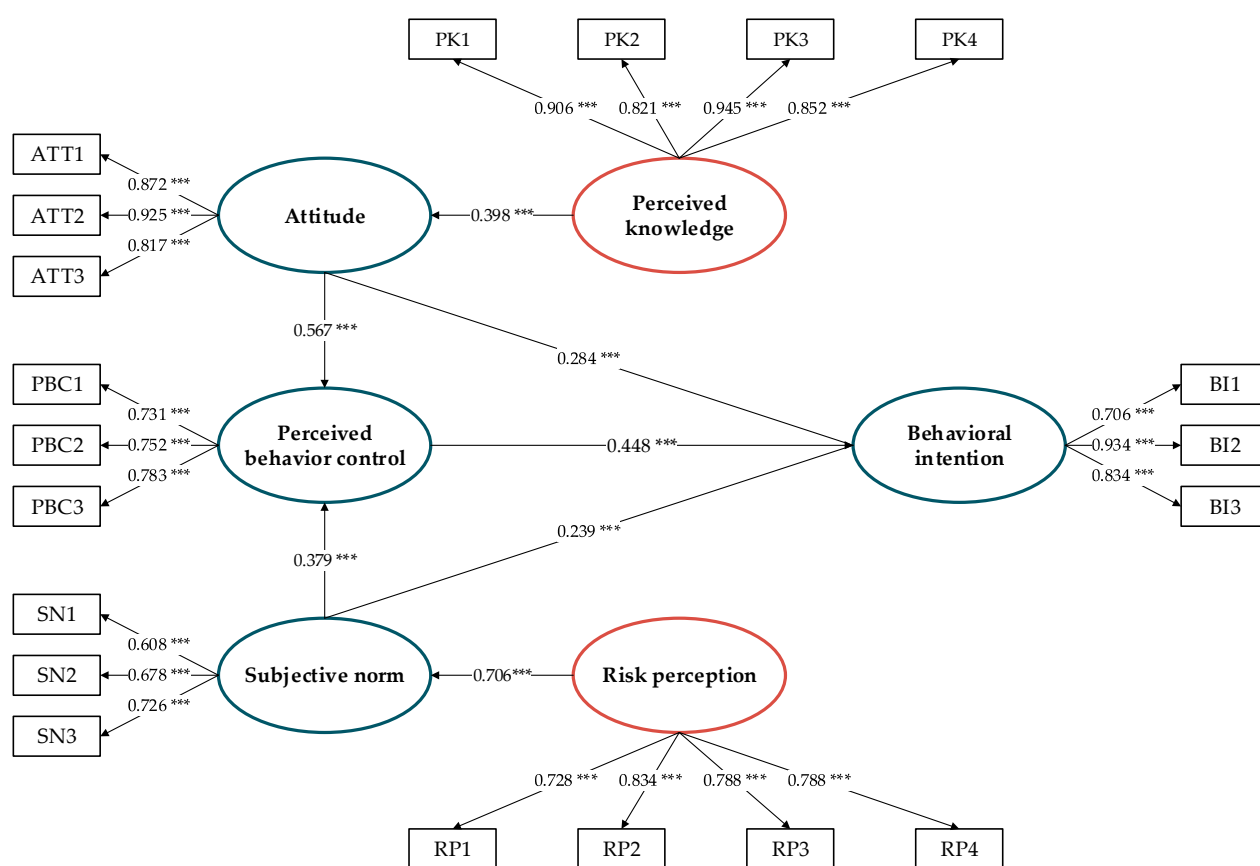 PK1
PK2
PK3
PK4
0.906 ***
0.821 ***
0.945 ***
0.852 ***
ATT1
ATT2
ATT3
0.872 ***
0.925 ***
0.817 ***
Attitude
0.398 ***
Perceived
knowledge
0.567 ***
0.284 ***
PBC1
PBC2
PBC3
0.731 ***
0.752 ***
0.783 ***
Perceived
behavior control
0.448 ***
Behavioral
intention
0.706 ***
0.934 ***
0.834 ***
BI1
BI2
BI3
0.379 ***
0.239 ***
SN1
SN2
SN3
0.608 ***
0.678 ***
0.726 ***
Subjective norm
0.706***
Risk perception
0.728 ***
0.834 ***
0.788 ***
0.788 ***
RP1
RP2
RP3
RP4